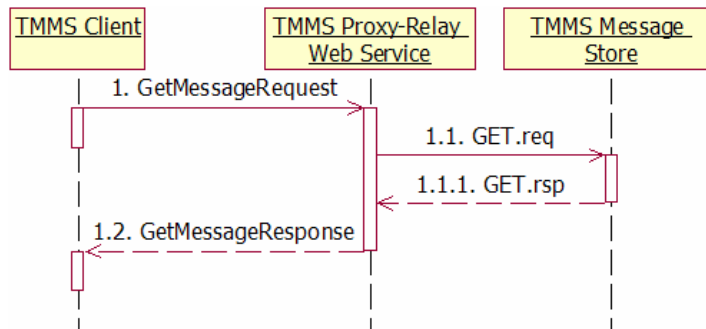 TMMS Client
TMMS Proxy-Relay
Web Service
TMMS Message
Store
1. GetMessageRequest
1.1. GET.req
1.1.1. GET.rsp
1.2. GetMessageResponse